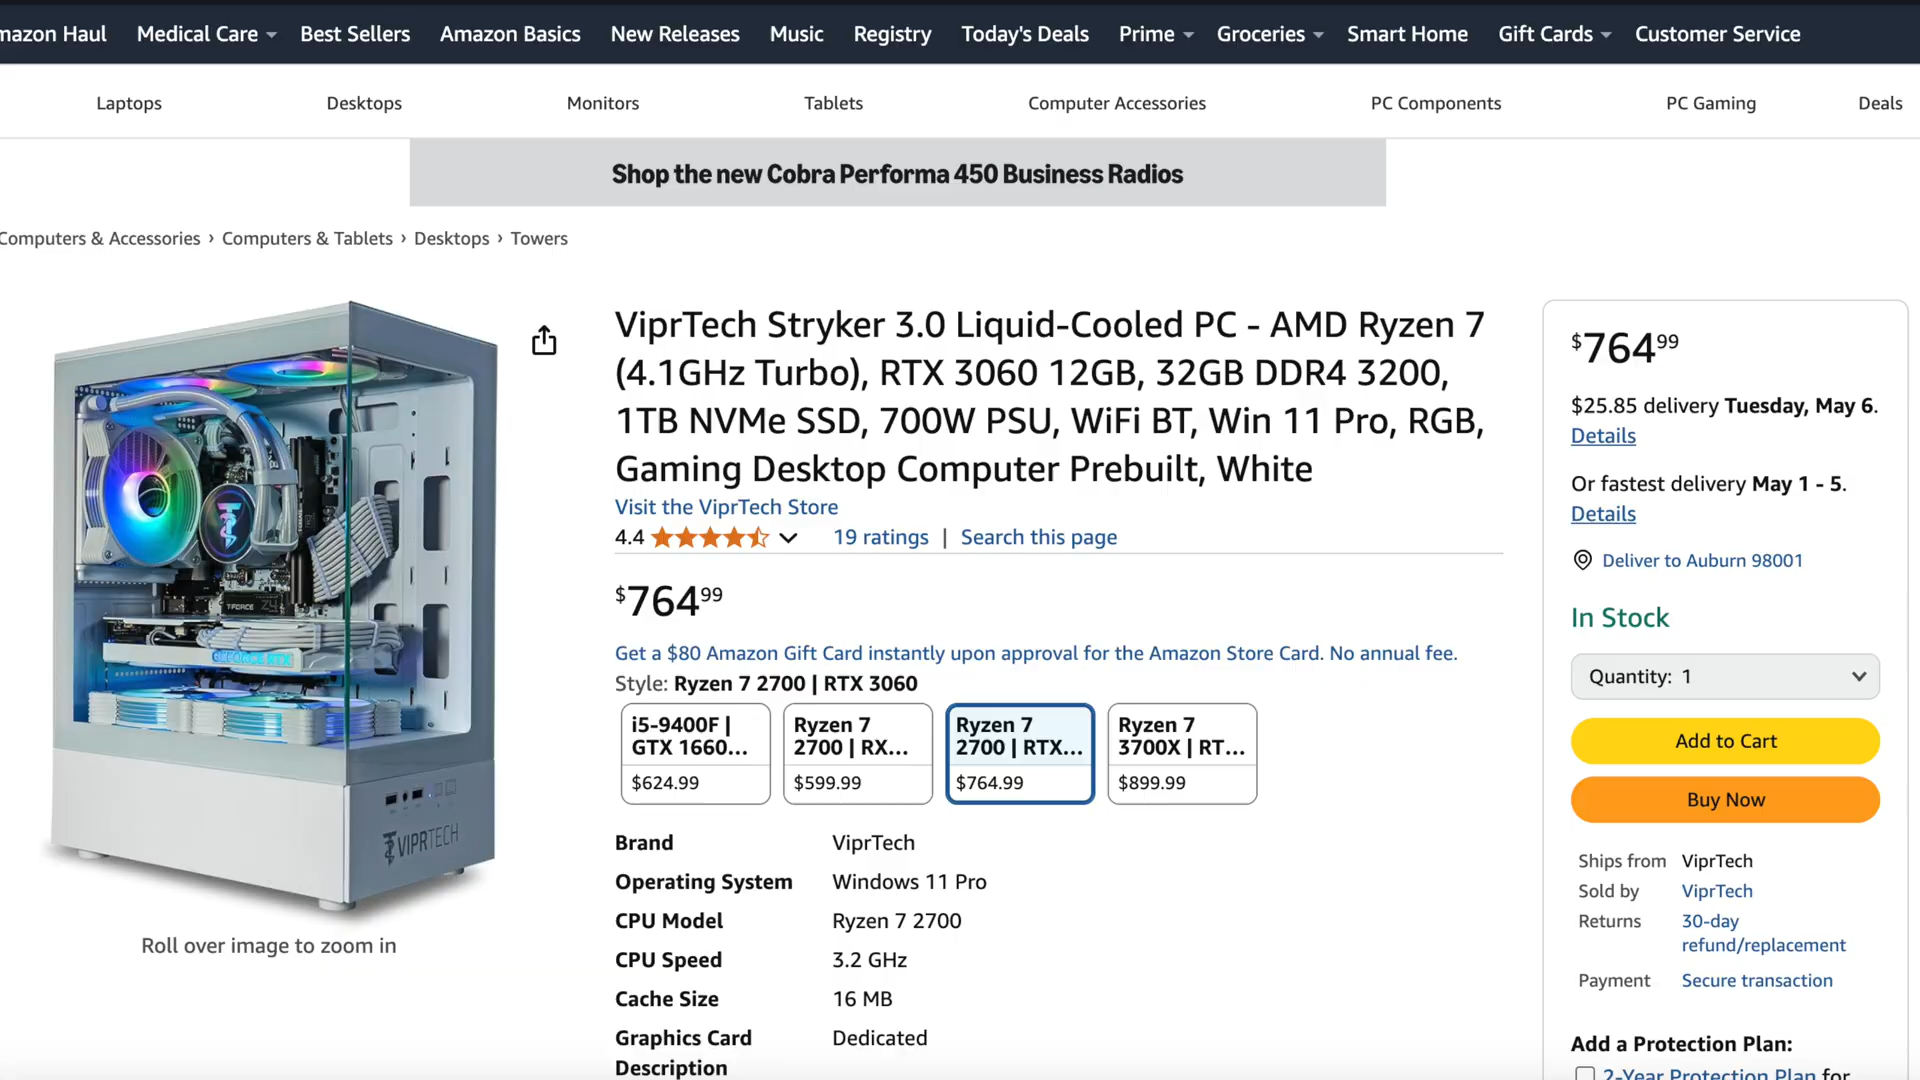 mazon Haul Medical Care Best Sellers Amazon Basics New Releases Music Registry Today's Deals Prime Groceries Smart Home Gift Cards Customer Service
Laptops Desktops Monitors Tablets Computer Accessories PC Components PC Gaming Deals
Shop the new Cobra Performa 450 Business Radios
Computers & Accessories › Computers & Tablets › Desktops › Towers
ViprTech Stryker 3.0 Liquid-Cooled PC - AMD Ryzen 7
(4.1GHz Turbo), RTX 3060 12GB, 32GB DDR4 3200,
1TB NVMe SSD, 700W PSU, WiFi BT, Win 11 Pro, RGB,
Gaming Desktop Computer Prebuilt, White
Visit the ViprTech Store
4.4 19 ratings | Search this page
$764.99
Get a $80 Amazon Gift Card instantly upon approval for the Amazon Store Card. No annual fee.
Style: Ryzen 7 2700 | RTX 3060
i5-9400F |
GTX 1660...
$624.99
Ryzen 7
2700 | RX...
$599.99
Ryzen 7
2700 | RTX...
$764.99
Ryzen 7
3700X | RT...
$899.99
Brand ViprTech
Operating System Windows 11 Pro
CPU Model Ryzen 7 2700
CPU Speed 3.2 GHz
Cache Size 16 MB
Graphics Card Dedicated
Description
T-FORCE
GEFORCE RTX
VIPRTECH
Roll over image to zoom in
$764.99
$25.85 delivery Tuesday, May 6.
Details
Or fastest delivery May 1 - 5.
Details
Deliver to Auburn 98001
In Stock
Quantity: 1
Add to Cart
Buy Now
Ships from ViprTech
Sold by ViprTech
Returns 30-day
refund/replacement
Payment Secure transaction
Add a Protection Plan:
2-Year Protection Plan for